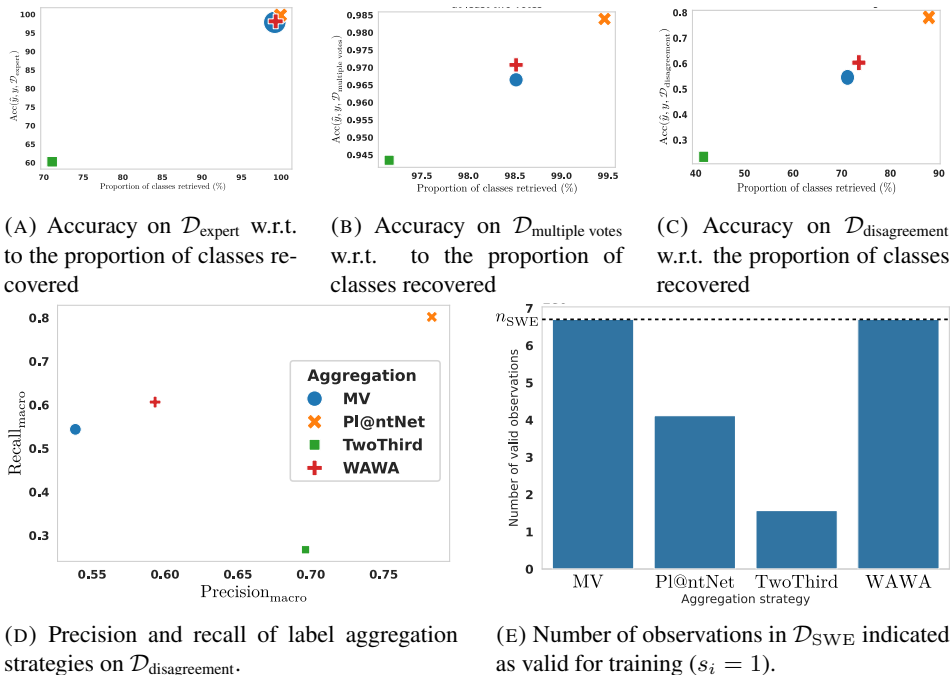 100
95
90
85
80
75
70
65
60
Acc(ŷ, y, 𝒟expert)
70 75 80 85 90 95 100
Proportion of classes retrieved (%)
0.985
0.980
0.975
0.970
0.965
0.960
0.955
0.950
0.945
Acc(ŷ, y, 𝒟multiple votes)
97.5 98.0 98.5 99.0 99.5
Proportion of classes retrieved (%)
0.8
0.7
0.6
0.5
0.4
0.3
Acc(ŷ, y, 𝒟disagreement)
40 50 60 70 80 90
Proportion of classes retrieved (%)
(A) Accuracy on 𝒟expert w.r.t.
to the proportion of classes re-
covered
(B) Accuracy on 𝒟multiple votes
w.r.t. to the proportion of
classes recovered
(C) Accuracy on 𝒟disagreement
w.r.t. the proportion of classes
recovered
0.8
0.7
0.6
0.5
0.4
0.3
Recallmacro
0.55 0.60 0.65 0.70 0.75
Precisionmacro
Aggregation
MV
Pl@ntNet
TwoThird
WAWA
nSWE
7
6
5
4
3
2
1
0
Number of valid observations
MV Pl@ntNet TwoThird WAWA
Aggregation strategy
(D) Precision and recall of label aggregation
strategies on 𝒟disagreement.
(E) Number of observations in 𝒟SWE indicated
as valid for training (si = 1).